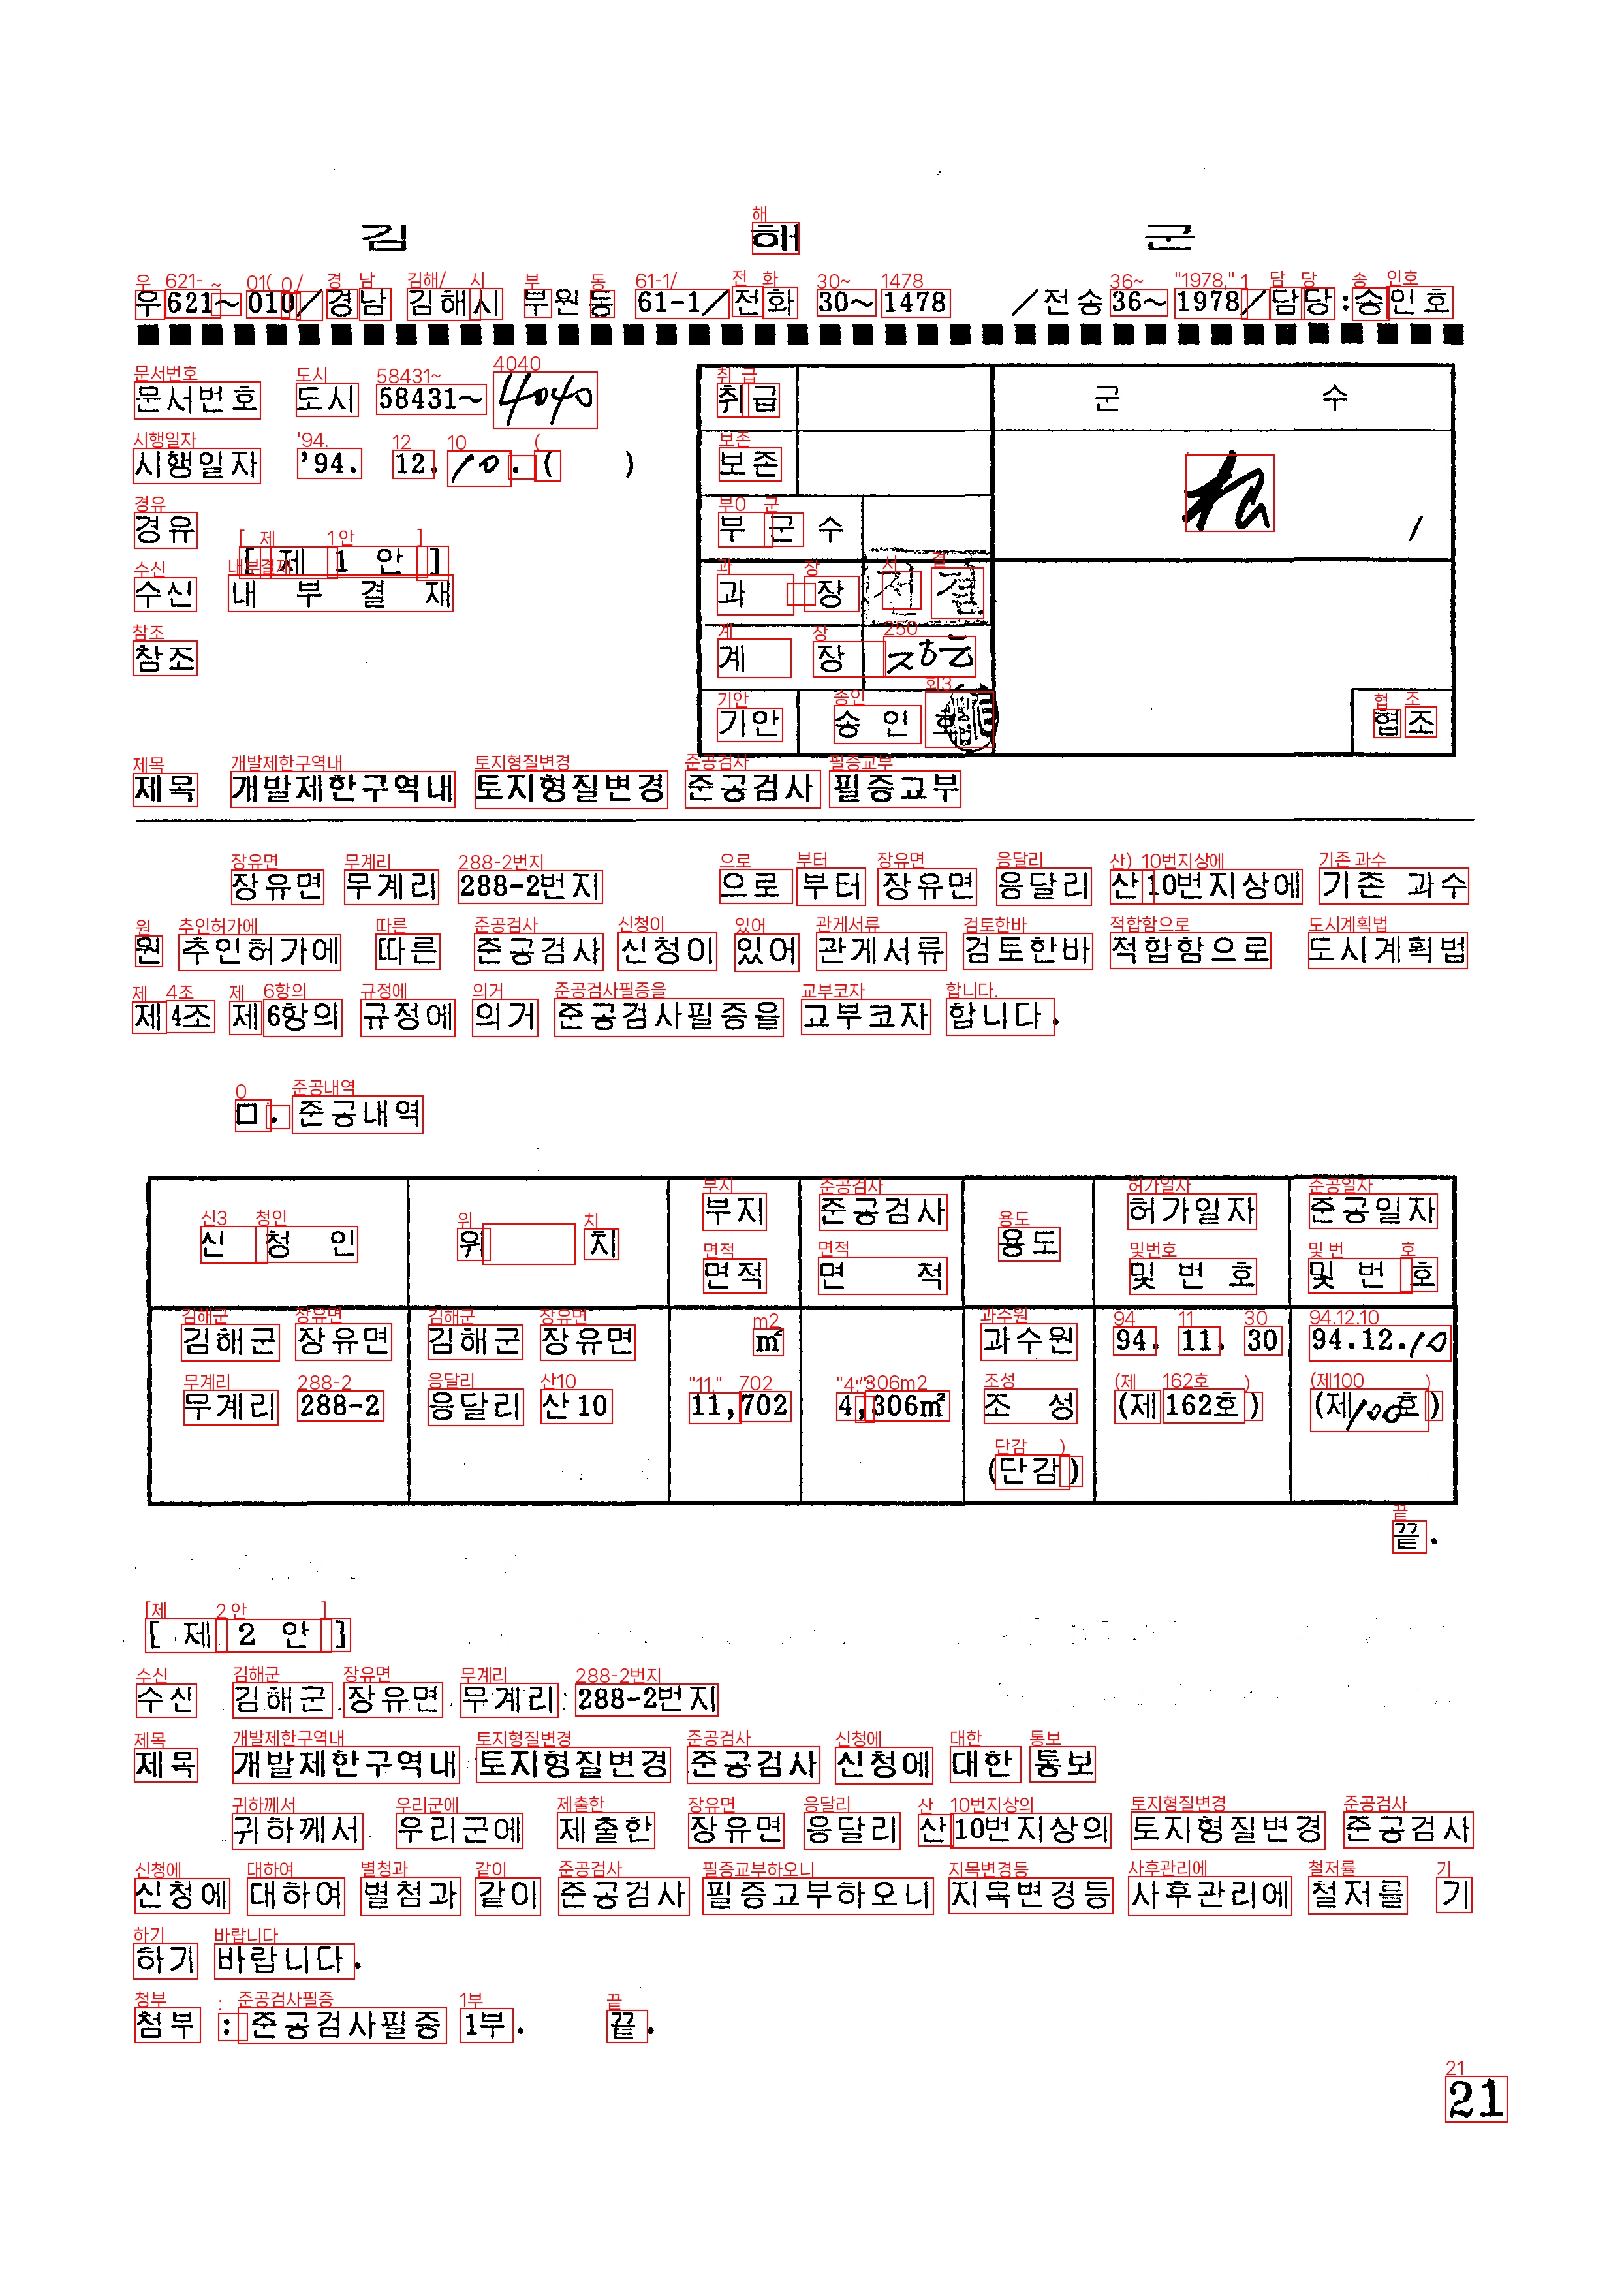 김 해 군
우621~010/경남 김해시 부원동 61-1/전화 30~1478 /전송36~1978/담당:송인호
문서번호 도시 58431~4040
시행일자 '94. 12. 10. ( )
경유
[ 제 1 안 ]
수신 내 부 결 재
참조
취급 군 수
보존
부 군 수
과 장 전결
계 장
기안 송 인 호
협조
제목 개발제한구역내 토지형질변경 준공검사 필증교부
장유면 무계리 288-2번지 으로 부터 장유면 응달리 산10번지상에 기존 과수
원 추인허가에 따른 준공검사 신청이 있어 관계서류 검토한바 적합함으로 도시계획법
제4조 제6항의 규정에 의거 준공검사필증을 교부코자 합니다.
□. 준공내역
신 청 인 위 치 부지 면적 준공검사 면 적 용도 허가일자 및 번 호 준공일자 및 번 호
김해군 장유면 무계리 288-2 김해군 장유면 응달리 산10 ㎡ 11,702 4,306㎡ 과수원 조 성 (단감) 94. 11. 30 (제162호) 94.12.10 (제100호)
끝.
[ 제 2 안 ]
수신 김해군 장유면 무계리 288-2번지
제목 개발제한구역내 토지형질변경 준공검사 신청에 대한 통보
귀하께서 우리군에 제출한 장유면 응달리 산10번지상의 토지형질변경 준공검사
신청에 대하여 별첨과 같이 준공검사 필증교부하오니 지목변경등 사후관리에 철저를 기
하기 바랍니다.
첨부 : 준공검사필증 1부. 끝.
21